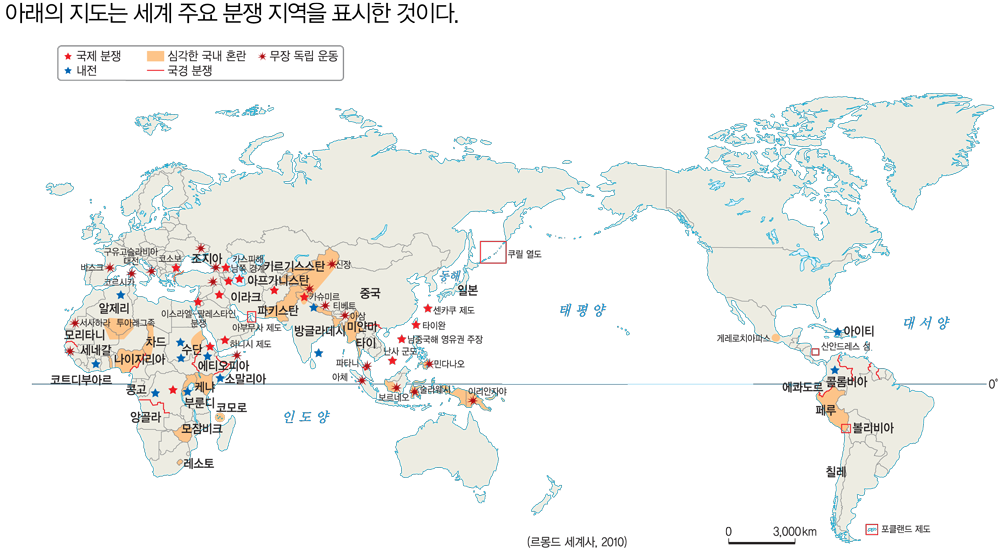 아래의 지도는 세계 주요 분쟁 지역을 표시한 것이다.
국제 분쟁
심각한 국내 혼란
무장 독립 운동
내전
국경 분쟁
구유고슬라비아
대전
코소보
바스크
코르시카
조지아
가스피해
남쪽 경계
키르기스스탄
신장
아프가니스탄
쿠릴 열도
동해
일본
중국
알제리
이라크
이스라엘-팔레스타인
분쟁
파키스탄
카슈미르
티베트
아삼
센카쿠 제도
서사하라
투아레그족
아부무사 제도
방글라데시
미얀마
타이완
모리타니
차드
수단
하니시 제도
타이
남중국해 영유권 주장
세네갈
나이지리아
에티오피아
난사 군도
파타니
민다나오
코트디부아르
소말리아
아체
콩고
케냐
보르네오
술라웨시
이리안자야
부룬디
앙골라
코모로
인도양
모잠비크
레소토
태평양
대서양
아이티
게레로치아파스
산안드레스 섬
0°
콜롬비아
에콰도르
페루
볼리비아
칠레
포클랜드 제도
0
3,000km
(르몽드 세계사, 2010)